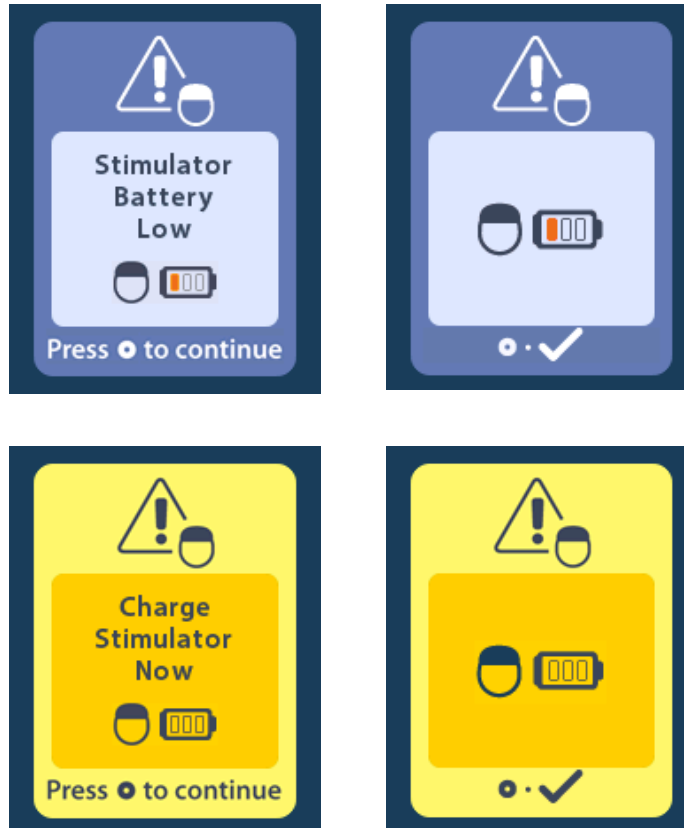 Stimulator
Battery
Low
Press to continue
Charge
Stimulator
Now
Press to continue